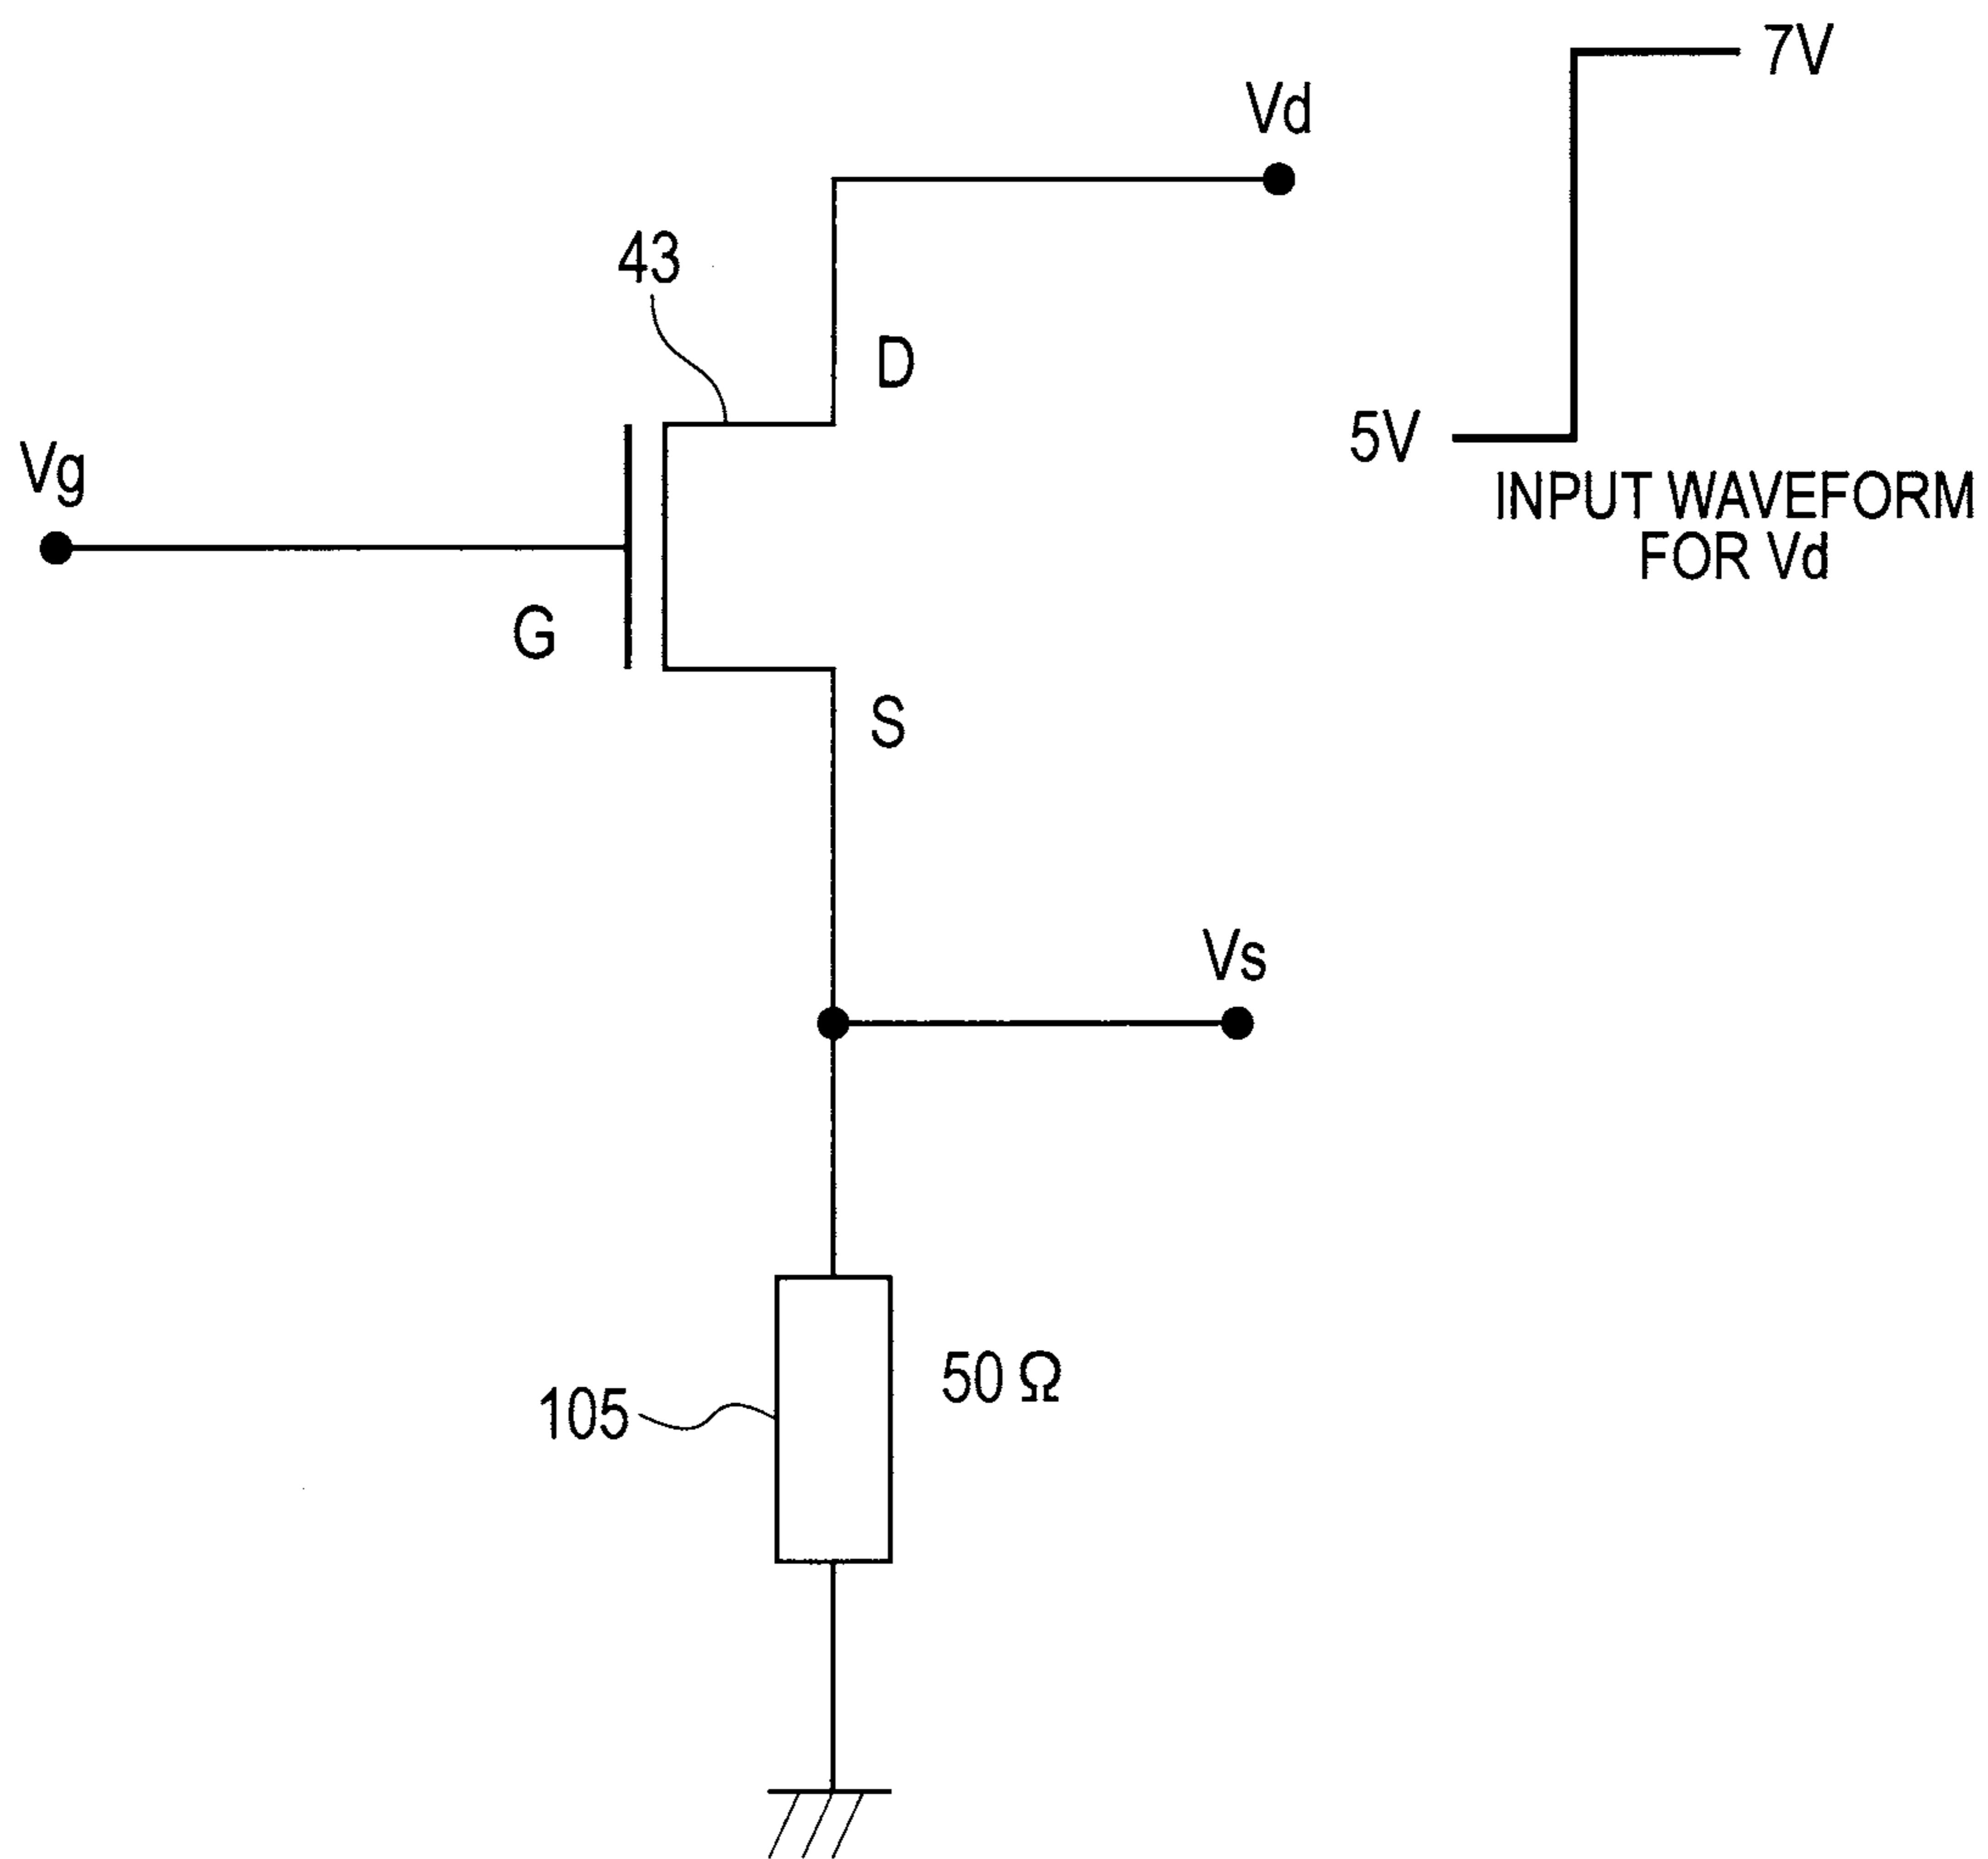 7V
Vd
43
D
5V
Vg
INPUT WAVEFORM
FOR Vd
G
S
Vs
50 Ω
105